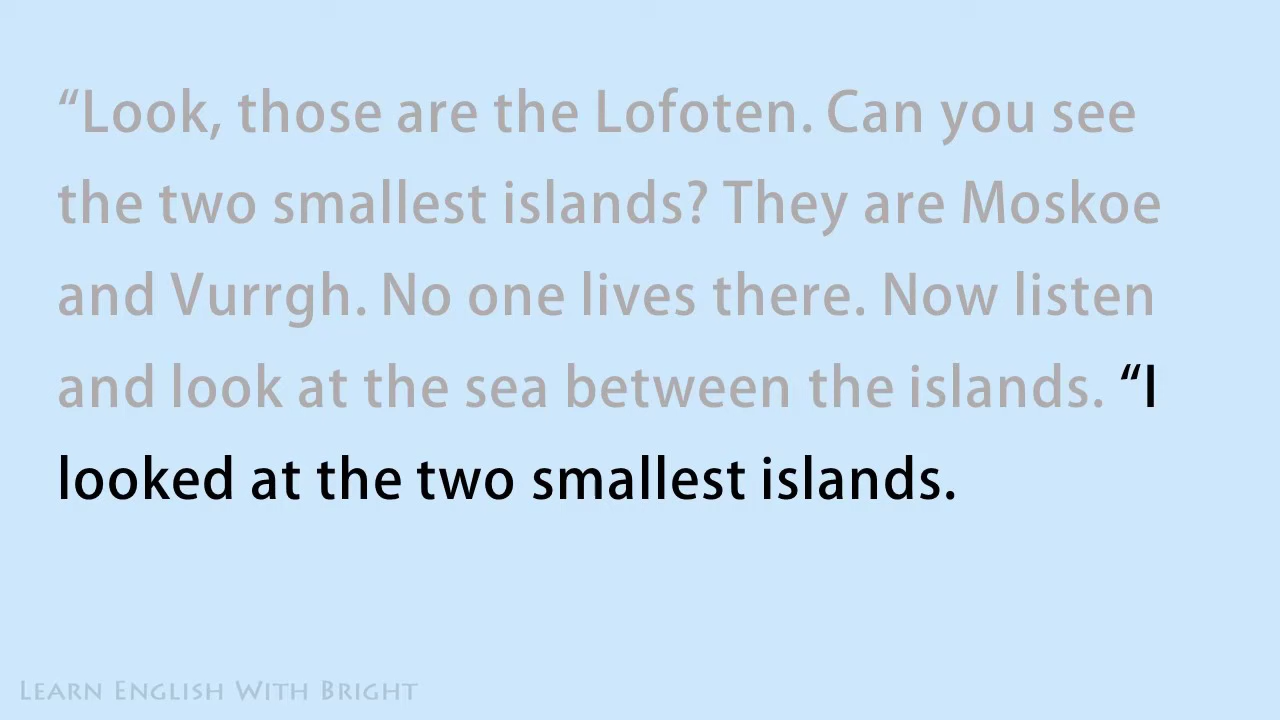 “Look, those are the Lofoten. Can you see
the two smallest islands? They are Moskoe
and Vurrgh. No one lives there. Now listen
and look at the sea between the islands. “I
looked at the two smallest islands.
Learn English With Bright